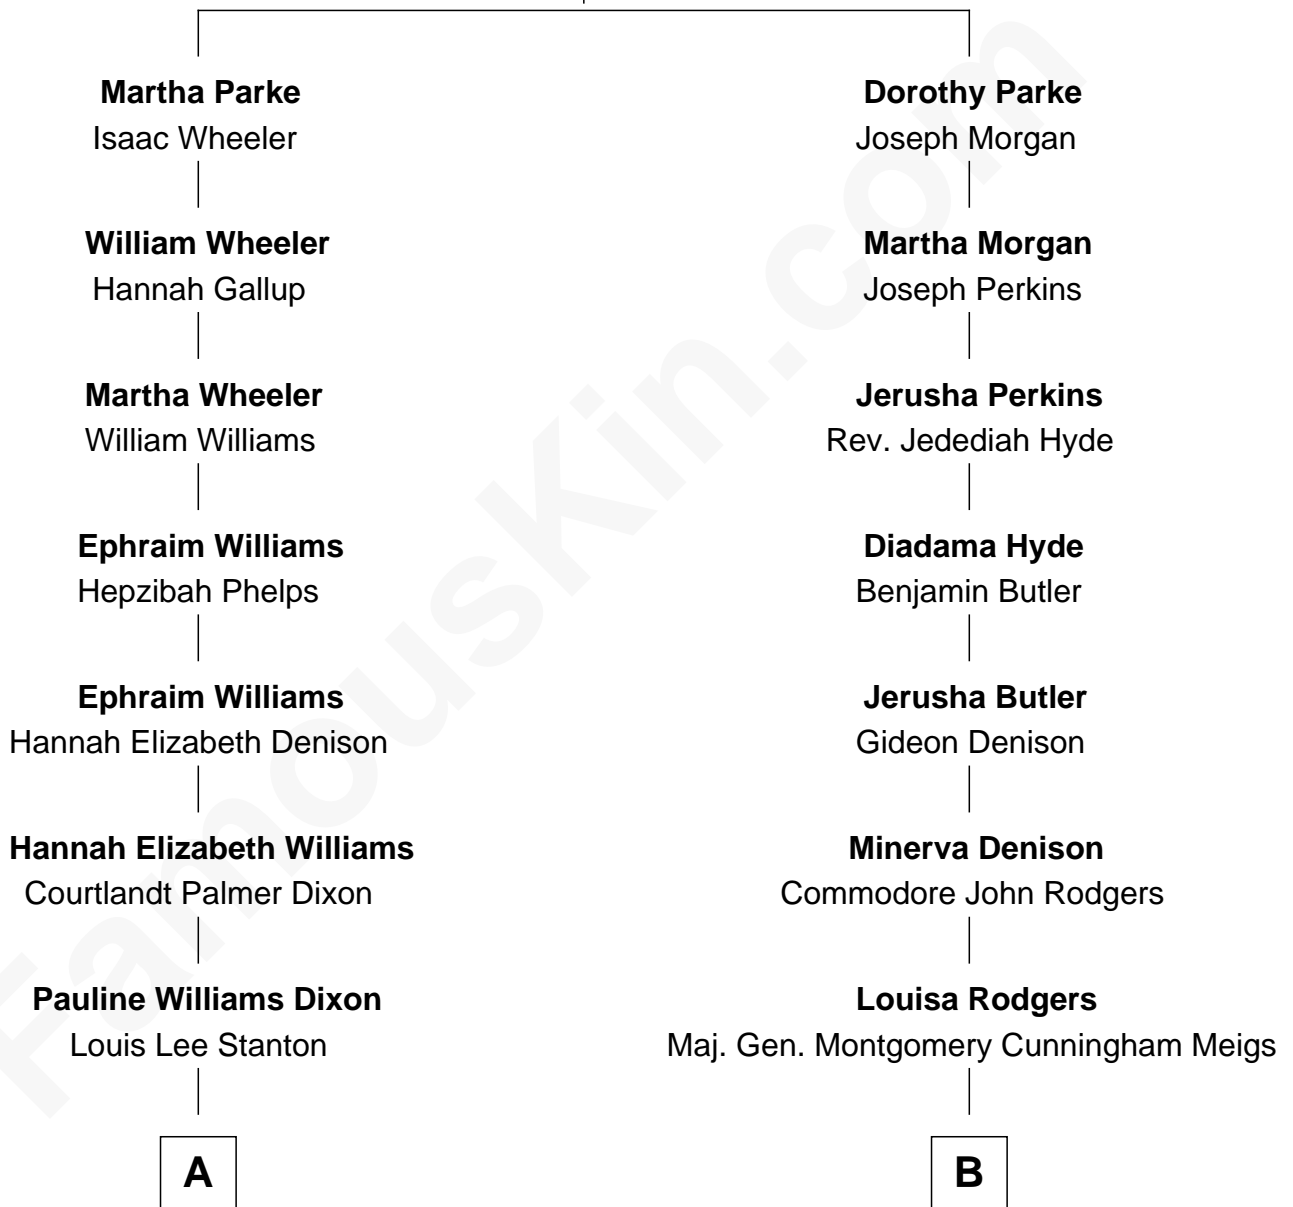 Martha Parke
Isaac Wheeler
William Wheeler
Hannah Gallup
Martha Wheeler
William Williams
Ephraim Williams
Hepzibah Phelps
Ephraim Williams
Hannah Elizabeth Denison
Hannah Elizabeth Williams
Courtlandt Palmer Dixon
Pauline Williams Dixon
Louis Lee Stanton
A
Dorothy Parke
Joseph Morgan
Martha Morgan
Joseph Perkins
Jerusha Perkins
Rev. Jedediah Hyde
Diadama Hyde
Benjamin Butler
Jerusha Butler
Gideon Denison
Minerva Denison
Commodore John Rodgers
Louisa Rodgers
Maj. Gen. Montgomery Cunningham Meigs
B
FamousKin.com